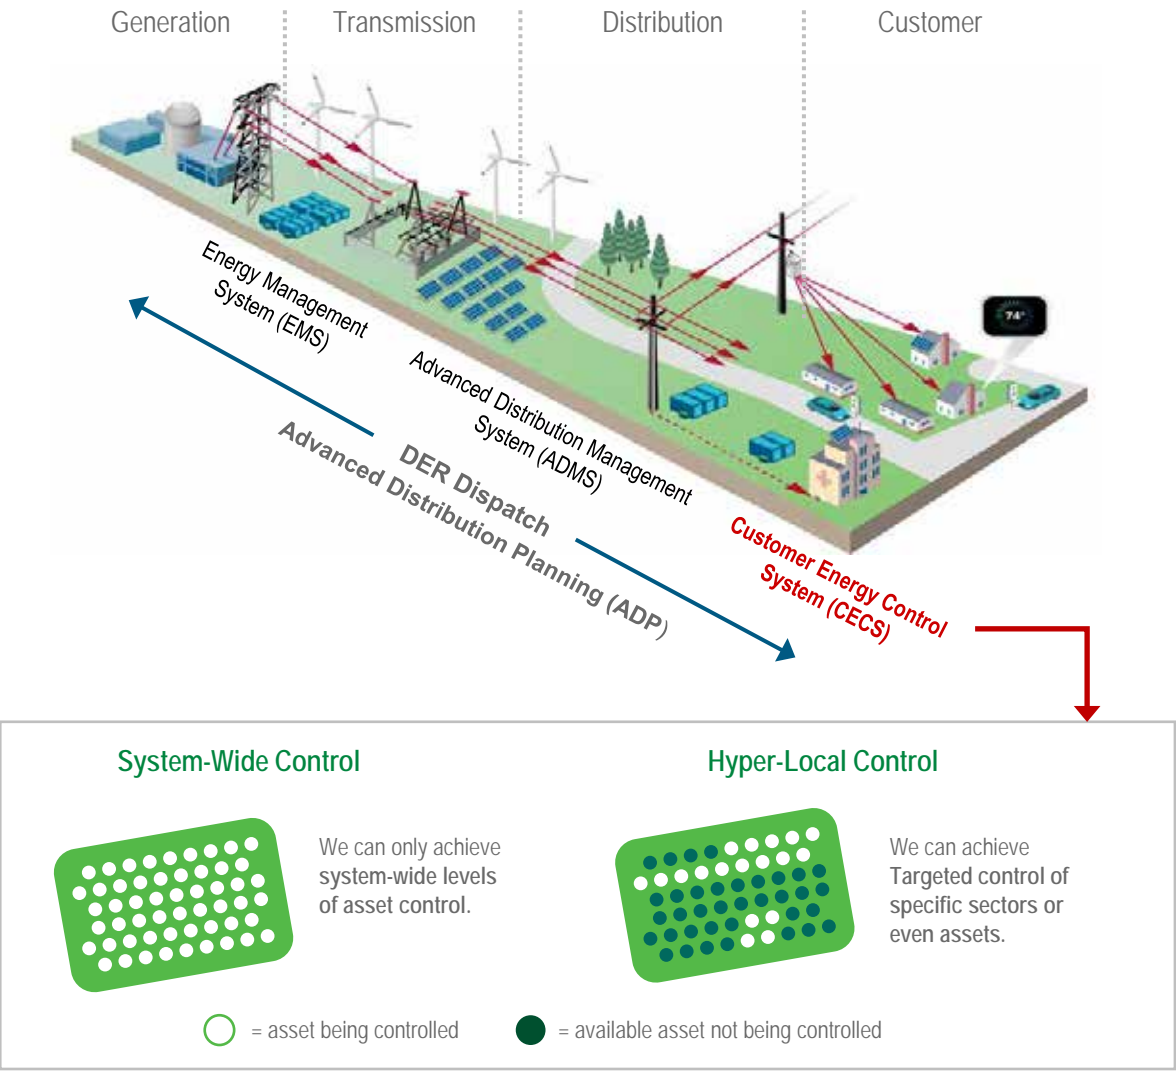 Generation
Transmission
Distribution
Customer
74°
Energy Management
System (EMS)
Advanced Distribution Management
System (ADMS)
DER Dispatch
Advanced Distribution Planning (ADP)
Customer Energy Control
System (CECS)
System-Wide Control
We can only achieve
system-wide levels
of asset control.
Hyper-Local Control
We can achieve
Targeted control of
specific sectors or
even assets.
= asset being controlled
= available asset not being controlled